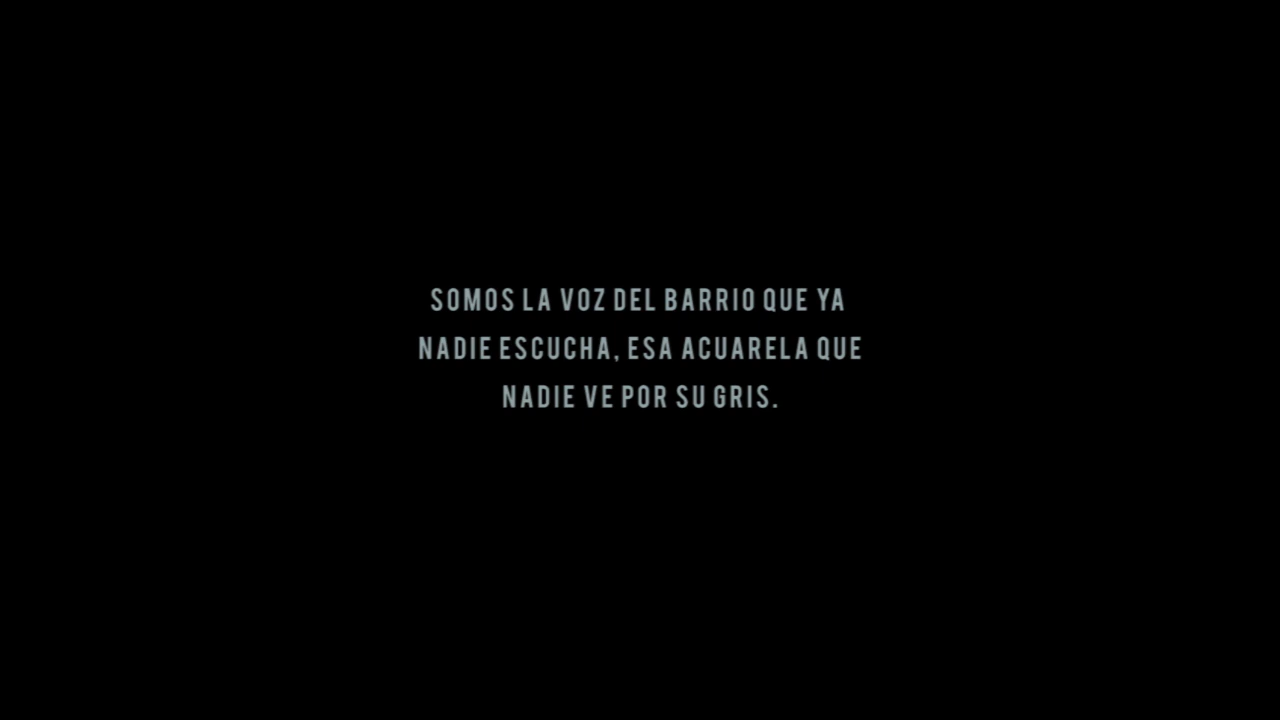 SOMOS LA VOZ DEL BARRIO QUE YA
NADIE ESCUCHA, ESA ACUARELA QUE
NADIE VE POR SU GRIS.